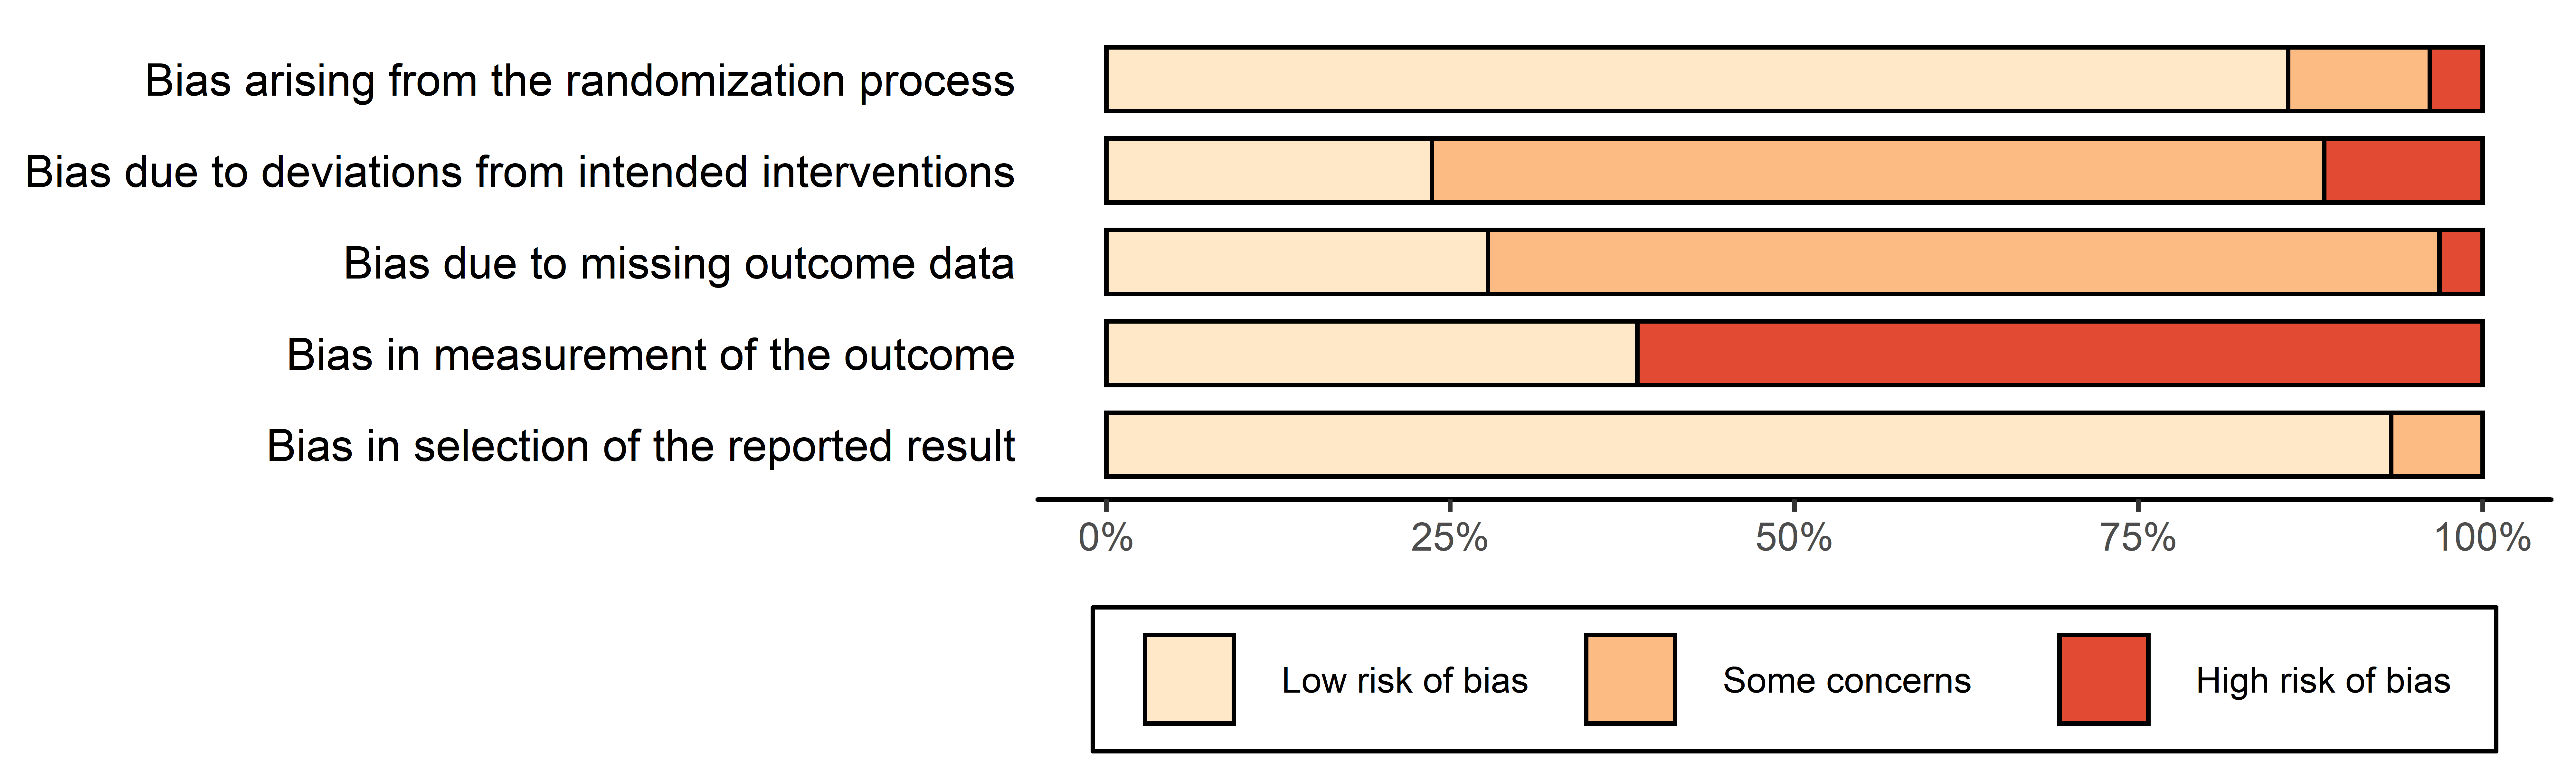 Bias arising from the randomization process
Bias due to deviations from intended interventions
Bias due to missing outcome data
Bias in measurement of the outcome
Bias in selection of the reported result
0% 25% 50% 75% 100%
Low risk of bias Some concerns High risk of bias